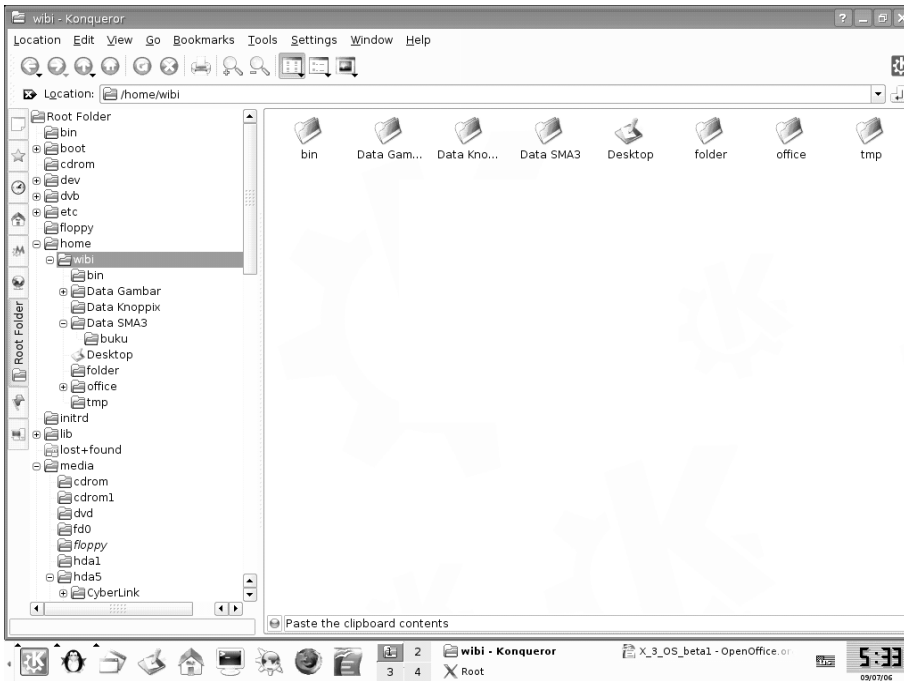 wibi - Konqueror
Location Edit View Go Bookmarks Tools Settings Window Help
Location: /home/wibi
Root Folder
Root Folder
bin
boot
cdrom
dev
dvb
etc
floppy
home
wibi
bin
Data Gambar
Data Knoppix
Data SMA3
buku
Desktop
folder
office
tmp
initrd
lib
lost+found
media
cdrom
cdrom1
dvd
fd0
floppy
hda1
hda5
CyberLink
bin Data Gam... Data Kno... Data SMA3 Desktop folder office tmp
Paste the clipboard contents
2
3 4
wibi - Konqueror
X_3_OS_beta1 - OpenOffice.or
Root
5:33
09/07/06